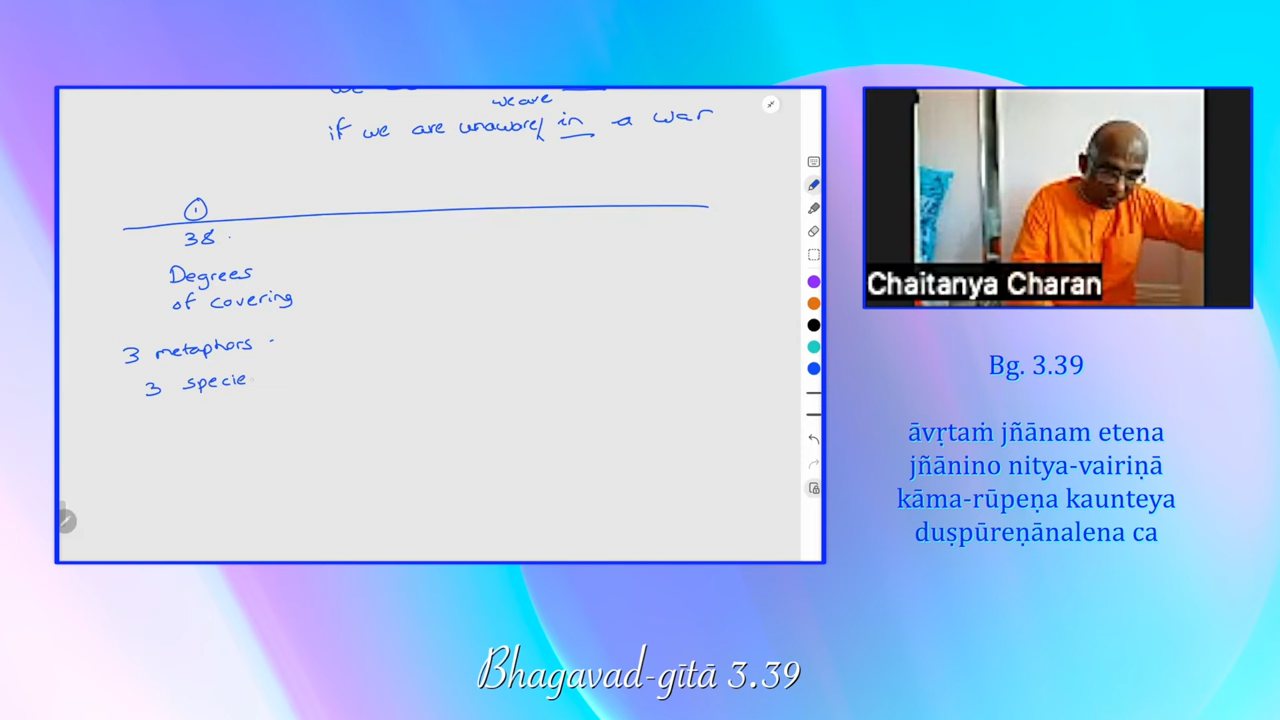 we are
if we are unaware in a war
1
38
Degrees
of covering
3 metaphors
3 specie
Chaitanya Charan
Bg. 3.39
āvṛtaṁ jñānam etena
jñānino nitya-vairiṇā
kāma-rūpeṇa kaunteya
duṣpūreṇānalena ca
Bhagavad-gītā 3.39